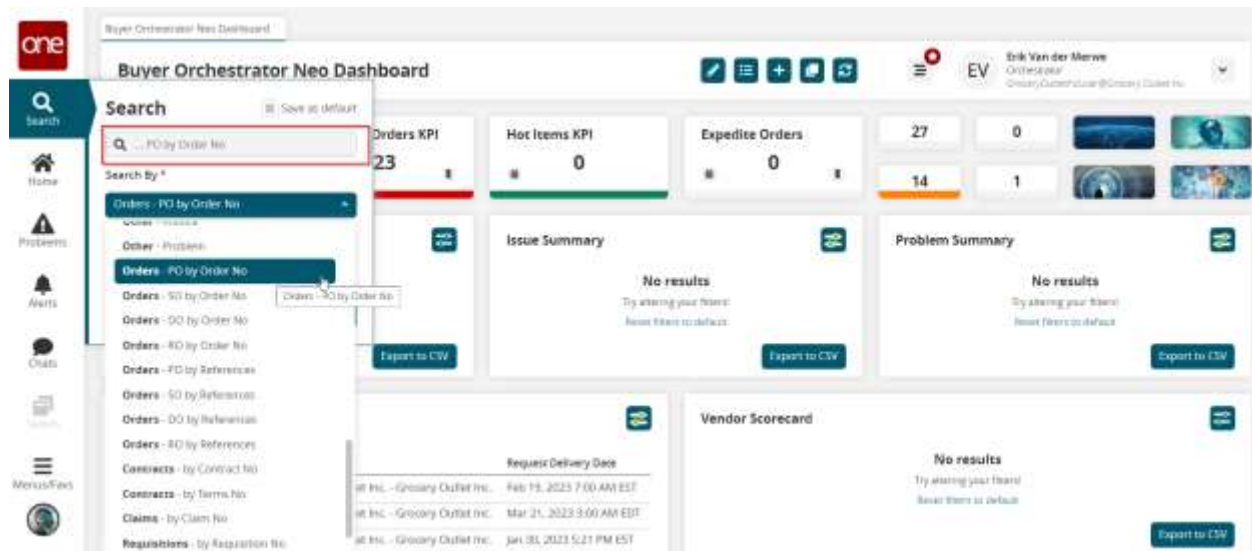 one
Buyer Orchestrator Neo Dashboard
Buyer Orchestrator Neo Dashboard
EV
Erik Van der Merwe
Orchestrator
Search
Search
Save as default
... PO by Order No
Search By *
Orders - PO by Order No
Other - Problem
Orders - PO by Order No
Orders - SO by Order No
Orders - PO by Order No
Orders - DO by Order No
Orders - RO by Order No
Orders - PO by References
Orders - SO by References
Orders - DO by References
Orders - RO by References
Contracts - by Contract No
Contracts - by Terms No
Claims - by Claim No
Requisitions - by Requisition No
Home
Problems
Alerts
Chats
Menus/Favs
Orders KPI
23
Hot Items KPI
0
Expedite Orders
0
27
0
14
1
Export to CSV
Issue Summary
No results
Try altering your filters!
Reset filters to default
Export to CSV
Problem Summary
No results
Try altering your filters!
Reset filters to default
Export to CSV
Request Delivery Date
et Inc. - Grocery Outlet Inc. Feb 19, 2023 7:00 AM EST
et Inc. - Grocery Outlet Inc. Mar 21, 2023 3:00 AM EDT
et Inc. - Grocery Outlet Inc. Jan 30, 2023 5:21 PM EST
Vendor Scorecard
No results
Try altering your filters!
Reset filters to default
Export to CSV